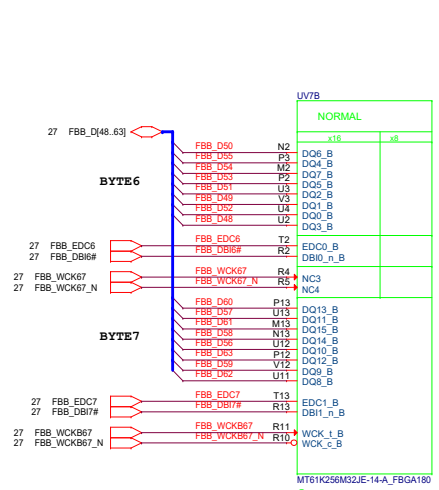 UV7B
NORMAL
x16 x8
27 FBB_D[48..63]
BYTE6
FBB_D50 N2 DQ6_B
FBB_D55 P3 DQ4_B
FBB_D54 M2 DQ7_B
FBB_D53 P2 DQ5_B
FBB_D51 U3 DQ2_B
FBB_D49 V3 DQ1_B
FBB_D52 U4 DQ0_B
FBB_D48 U2 DQ3_B
27 FBB_EDC6 FBB_EDC6 T2 EDC0_B
27 FBB_DBI6# FBB_DBI6# R2 DBI0_n_B
27 FBB_WCK67 FBB_WCK67 R4 NC3
27 FBB_WCK67_N FBB_WCK67_N R5 NC4
BYTE7
FBB_D60 P13 DQ13_B
FBB_D57 U13 DQ11_B
FBB_D61 M13 DQ15_B
FBB_D58 N13 DQ14_B
FBB_D56 U12 DQ10_B
FBB_D63 P12 DQ12_B
FBB_D59 V12 DQ9_B
FBB_D62 U11 DQ8_B
27 FBB_EDC7 FBB_EDC7 T13 EDC1_B
27 FBB_DBI7# FBB_DBI7# R13 DBI1_n_B
27 FBB_WCKB67 FBB_WCKB67 R11 WCK_t_B
27 FBB_WCKB67_N FBB_WCKB67_N R10 WCK_c_B
MT61K256M32JE-14-A_FBGA180